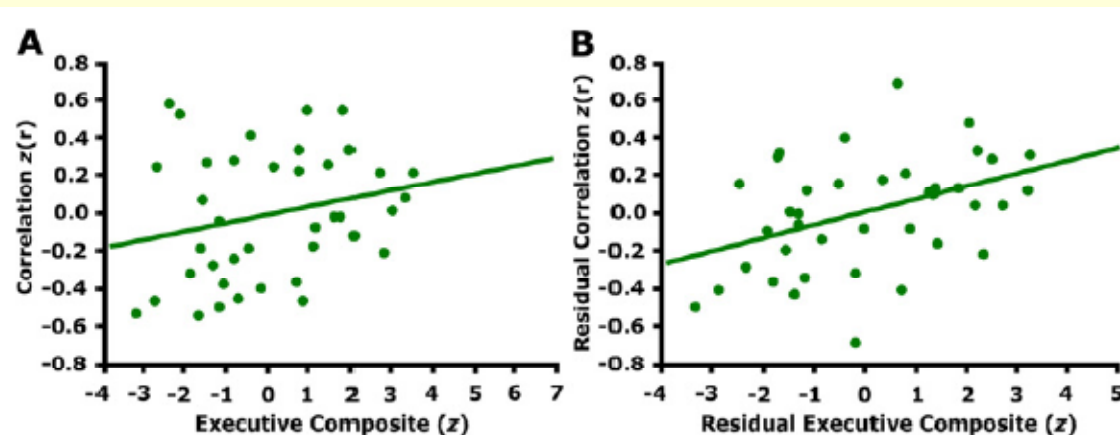 A
Correlation z(r)
0.8
0.6
0.4
0.2
0.0
-0.2
-0.4
-0.6
-0.8
-4 -3 -2 -1 0 1 2 3 4 5 6 7
Executive Composite (z)
B
Residual Correlation z(r)
0.8
0.6
0.4
0.2
0.0
-0.2
-0.4
-0.6
-0.8
-4 -3 -2 -1 0 1 2 3 4 5
Residual Executive Composite (z)